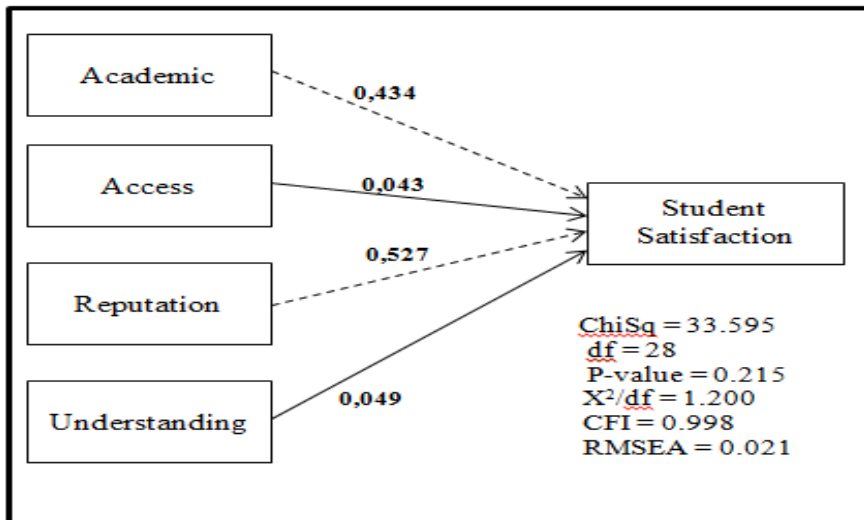 Academic
0,434
Access
0,043
Student
Satisfaction
0,527
Reputation
ChiSq = 33.595
df = 28
P-value = 0.215
X²/df = 1.200
CFI = 0.998
RMSEA = 0.021
0,049
Understanding